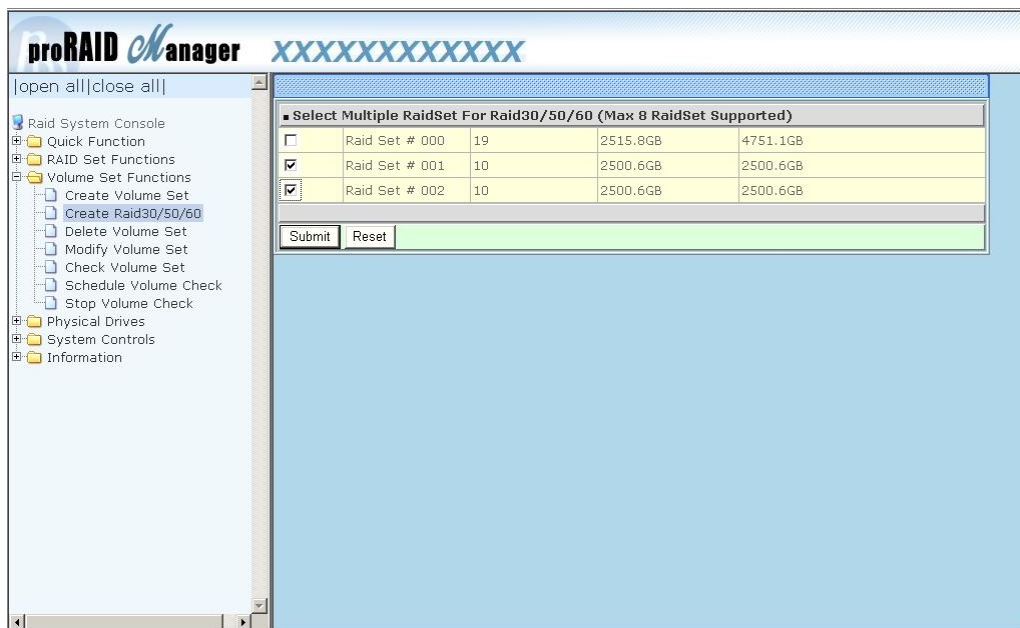 proRAID Manager XXXXXXXXXXXX
|open all|close all|
Raid System Console
Quick Function
RAID Set Functions
Volume Set Functions
Create Volume Set
Create Raid30/50/60
Delete Volume Set
Modify Volume Set
Check Volume Set
Schedule Volume Check
Stop Volume Check
Physical Drives
System Controls
Information
Select Multiple RaidSet For Raid30/50/60 (Max 8 RaidSet Supported)
Raid Set # 000 19 2515.8GB 4751.1GB
Raid Set # 001 10 2500.6GB 2500.6GB
Raid Set # 002 10 2500.6GB 2500.6GB
Submit Reset